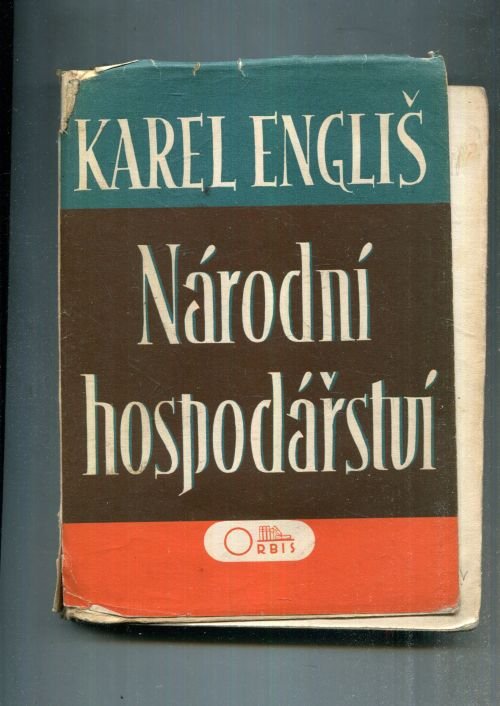 KAREL ENGLIŠ
Národní
hospodářství
ORBIS